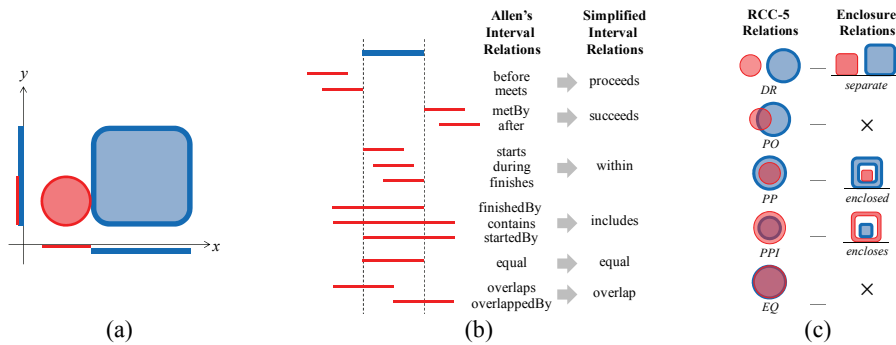 y
x
(a)
Allen's
Interval
Relations
Simplified
Interval
Relations
before
meets
proceeds
metBy
after
succeeds
starts
during
finishes
within
finishedBy
contains
startedBy
includes
equal
equal
overlaps
overlappedBy
overlap
(b)
RCC-5
Relations
Enclosure
Relations
DR
separate
PO
×
PP
enclosed
PPI
encloses
EQ
×
(c)